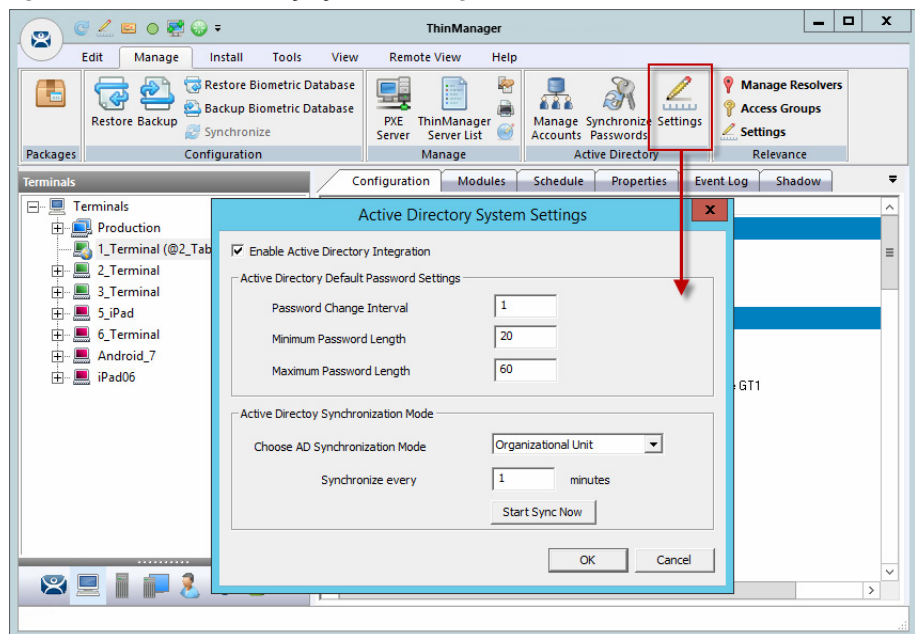 ThinManager
Edit Manage Install Tools View Remote View Help
Packages
Restore Backup
Restore Biometric Database
Backup Biometric Database
Synchronize
Configuration
PXE Server
ThinManager Server List
Manage
Manage Accounts
Synchronize Passwords
Settings
Active Directory
Manage Resolvers
Access Groups
Settings
Relevance
Terminals
Configuration Modules Schedule Properties Event Log Shadow
Terminals
Production
1_Terminal (@2_Tab
2_Terminal
3_Terminal
5_iPad
6_Terminal
Android_7
iPad06
Active Directory System Settings
x
Enable Active Directory Integration
Active Directory Default Password Settings
Password Change Interval 1
Minimum Password Length 20
Maximum Password Length 60
Active Directoy Synchronization Mode
Choose AD Synchronization Mode Organizational Unit
Synchronize every 1 minutes
Start Sync Now
OK Cancel
GT1